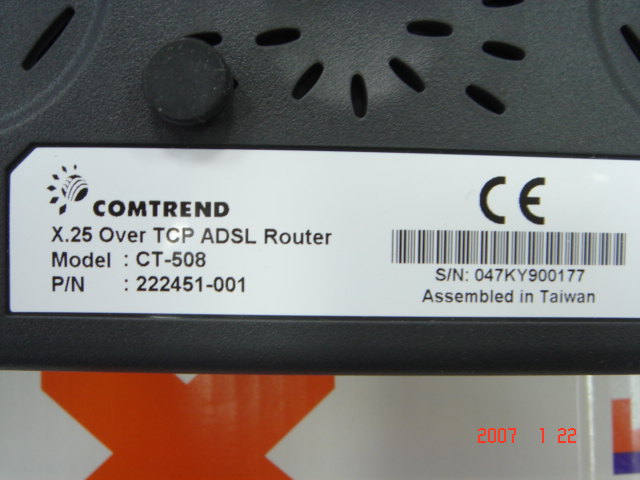 COMTREND
X.25 Over TCP ADSL Router
Model : CT-508
P/N : 222451-001
CE
S/N: 047KY900177
Assembled in Taiwan
2007 1 22